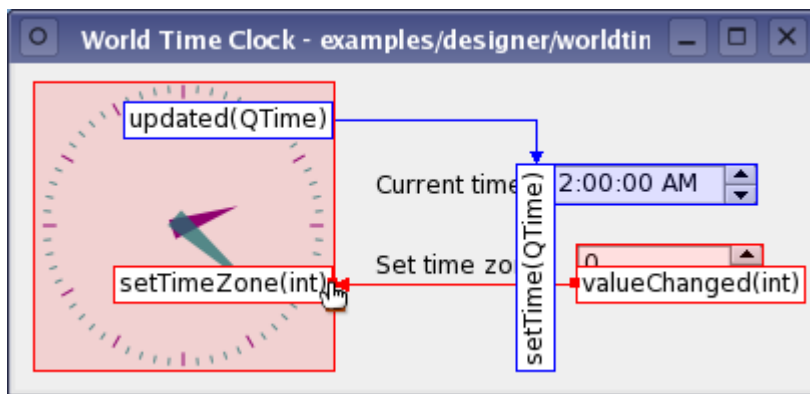 World Time Clock - examples/designer/worldtin
updated(QTime)
Current time
2:00:00 AM
setTime(QTime)
Set time zo
0
setTimeZone(int)
valueChanged(int)